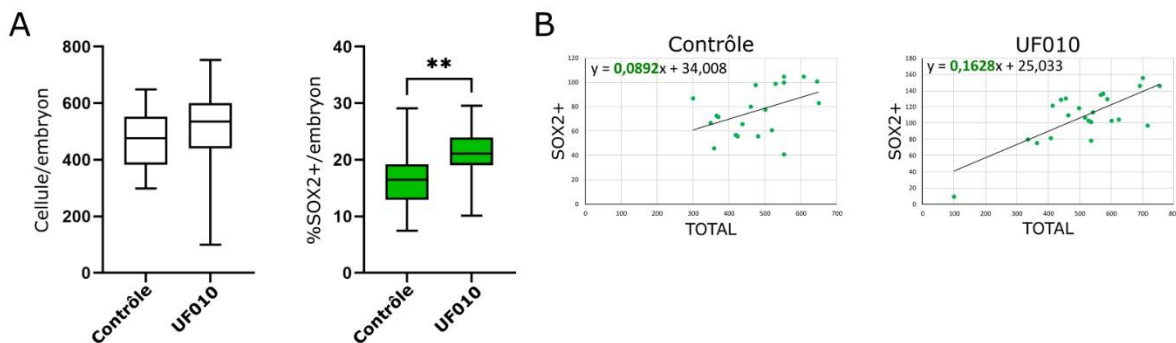 A
Cellule/embryon
800
600
400
200
0
Contrôle
UF010
%SOX2+/embryon
40
30
20
10
0
**
Contrôle
UF010
B
Contrôle
y = 0,0892x + 34,008
SOX2+
120
100
80
60
40
20
0
0 100 200 300 400 500 600 700
TOTAL
UF010
y = 0,1628x + 25,033
SOX2+
180
160
140
120
100
80
60
40
20
0
0 100 200 300 400 500 600 700 80
TOTAL